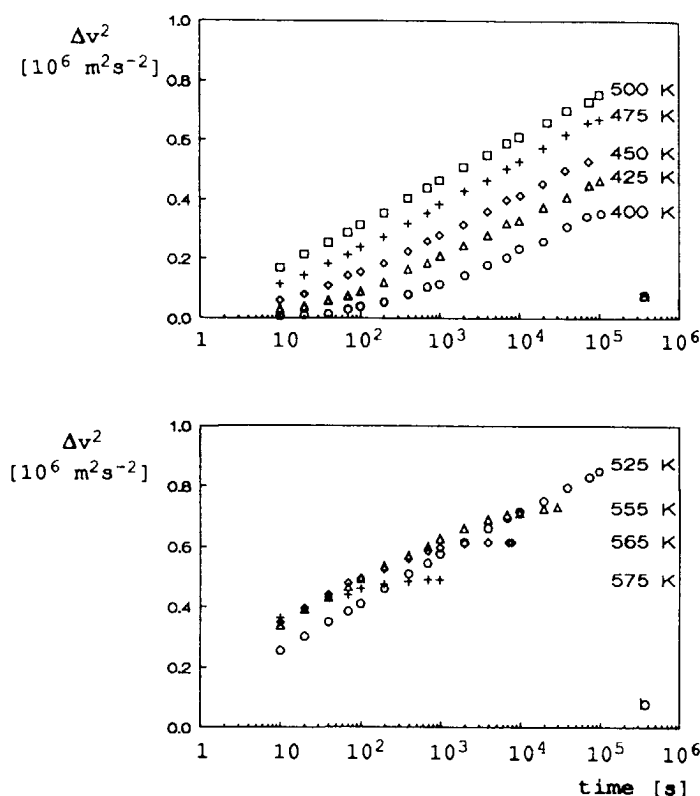 Δv²
[10⁶ m²s⁻²]
1.0
0.8
0.6
0.4
0.2
0.0
500 K
475 K
450 K
425 K
400 K
a
1 10 10² 10³ 10⁴ 10⁵ 10⁶
Δv²
[10⁶ m²s⁻²]
1.0
0.8
0.6
0.4
0.2
0.0
525 K
555 K
565 K
575 K
b
1 10 10² 10³ 10⁴ 10⁵ 10⁶
time [s]